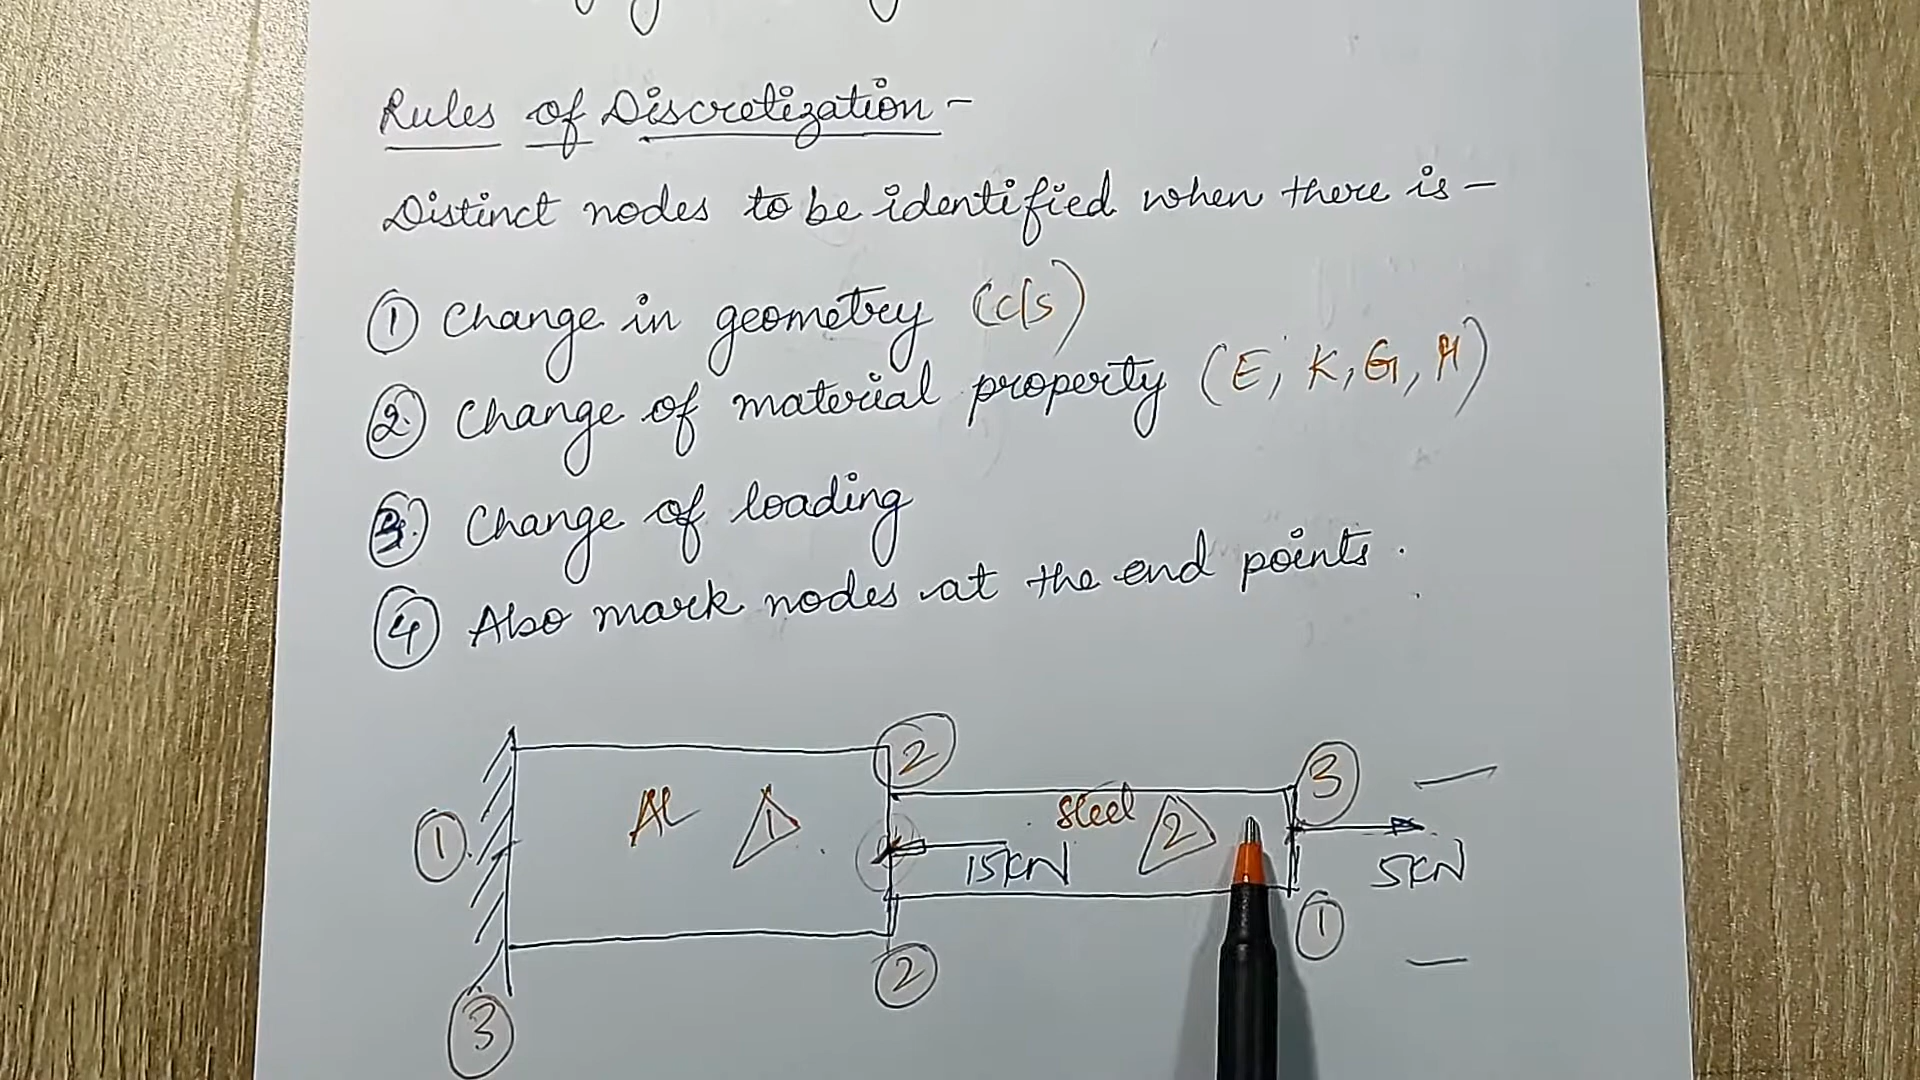 Rules of Discretization -
Distinct nodes to be identified when there is -
① Change in geometry (c/s)
② Change of material property (E, K, G, H)
③ Change of loading
④ Also mark nodes at the end points.
② ③
AL 1 steel 2
①
15KN 5KN
② ①
③